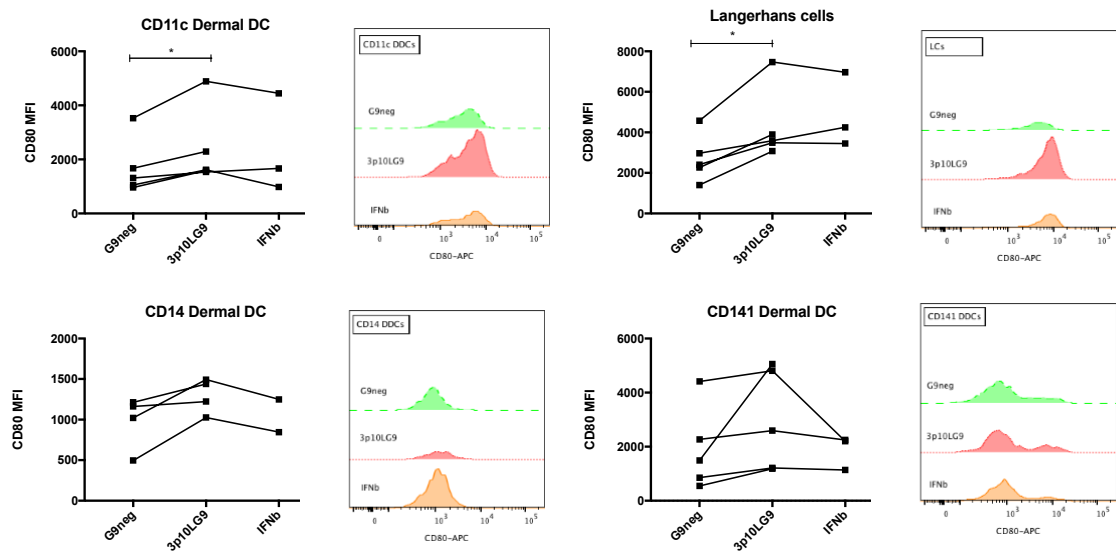 CD11c Dermal DC
*
6000
4000
2000
0
CD80 MFI
G9neg
3p10LG9
IFNb
CD11c DDCs
G9neg
3p10LG9
IFNb
0 10³ 10⁴ 10⁵
CD80-APC
Langerhans cells
*
8000
6000
4000
2000
0
CD80 MFI
G9neg
3p10LG9
IFNb
LCs
G9neg
3p10LG9
IFNb
0 10³ 10⁴ 10⁵
CD80-APC
CD14 Dermal DC
2000
1500
1000
500
0
CD80 MFI
G9neg
3p10LG9
IFNb
CD14 DDCs
G9neg
3p10LG9
IFNb
0 10³ 10⁴ 10⁵
CD80-APC
CD141 Dermal DC
6000
4000
2000
0
CD80 MFI
G9neg
3p10LG9
IFNb
CD141 DDCs
G9neg
3p10LG9
IFNb
0 10³ 10⁴ 10⁵
CD80-APC